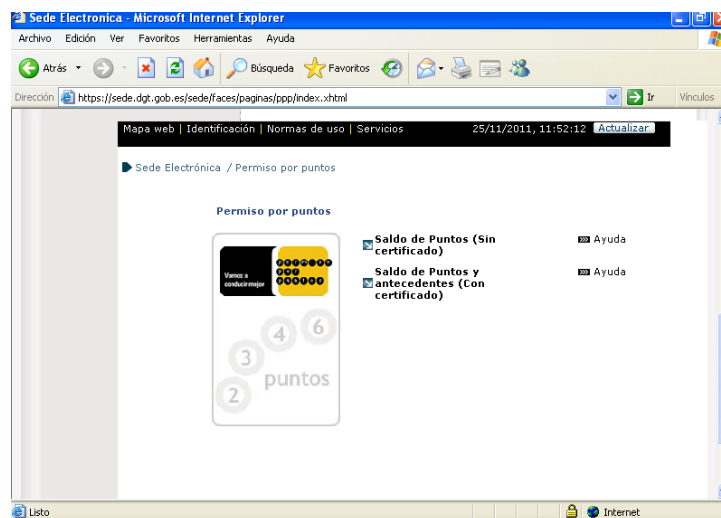 Sede Electronica - Microsoft Internet Explorer
Archivo Edición Ver Favoritos Herramientas Ayuda
Atrás Búsqueda Favoritos
Dirección https://sede.dgt.gob.es/sede/faces/paginas/ppp/index.xhtml Ir Vínculos
Mapa web | Identificación | Normas de uso | Servicios 25/11/2011, 11:52:12 Actualizar
Sede Electrónica / Permiso por puntos
Permiso por puntos
Saldo de Puntos (Sin certificado) Ayuda
Saldo de Puntos y antecedentes (Con certificado) Ayuda
Vamos a
conducir mejor
PERMISO
POR
PUNTOS
6
4
3
puntos
2
Listo Internet